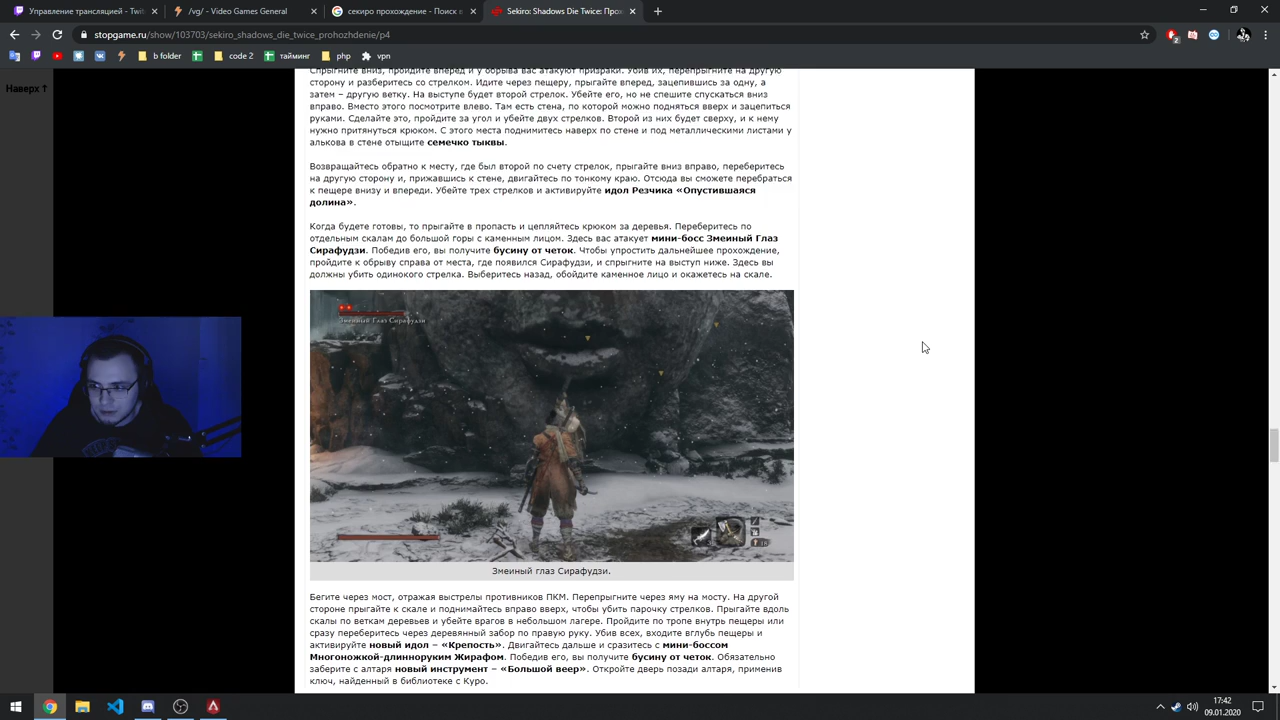 Управление трансляцией - Twit
/vg/ - Video Games General
секиро прохождение - Поиск в
Sekiro: Shadows Die Twice: Прох
stopgame.ru/show/103703/sekiro_shadows_die_twice_prohozhdenie/p4
b folder
code 2
тайминг
php
vpn
Наверх ↑
Спрыгните вниз, пройдите вперед и у обрыва вас атакуют призраки. Убив их, перепрыгните на другую
сторону и разберитесь со стрелком. Идите через пещеру, прыгайте вперед, зацепившись за одну, а
затем – другую ветку. На выступе будет второй стрелок. Убейте его, но не спешите спускаться вниз
вправо. Вместо этого посмотрите влево. Там есть стена, по которой можно подняться вверх и зацепиться
руками. Сделайте это, пройдите за угол и убейте двух стрелков. Второй из них будет сверху, и к нему
нужно притянуться крюком. С этого места поднимитесь наверх по стене и под металлическими листами у
алькова в стене отыщите семечко тыквы.
Возвращайтесь обратно к месту, где был второй по счету стрелок, прыгайте вниз вправо, переберитесь
на другую сторону и, прижавшись к стене, двигайтесь по тонкому краю. Отсюда вы сможете перебраться
к пещере внизу и впереди. Убейте трех стрелков и активируйте идол Резчика «Опустившаяся
долина».
Когда будете готовы, то прыгайте в пропасть и цепляйтесь крюком за деревья. Переберитесь по
отдельным скалам до большой горы с каменным лицом. Здесь вас атакует мини-босс Змеиный Глаз
Сирафудзи. Победив его, вы получите бусину от четок. Чтобы упростить дальнейшее прохождение,
пройдите к обрыву справа от места, где появился Сирафудзи, и спрыгните на выступ ниже. Здесь вы
должны убить одинокого стрелка. Выберитесь назад, обойдите каменное лицо и окажетесь на скале.
Змеиный Глаз Сирафудзи
Змеиный глаз Сирафудзи.
Бегите через мост, отражая выстрелы противников ПКМ. Перепрыгните через яму на мосту. На другой
стороне прыгайте к скале и поднимайтесь вправо вверх, чтобы убить парочку стрелков. Прыгайте вдоль
скалы по веткам деревьев и убейте врагов в небольшом лагере. Пройдите по тропе внутрь пещеры или
сразу переберитесь через деревянный забор по правую руку. Убив всех, входите вглубь пещеры и
активируйте новый идол – «Крепость». Двигайтесь дальше и сразитесь с мини-боссом
Многоножкой-длинноруким Жирафом. Победив его, вы получите бусину от четок. Обязательно
заберите с алтаря новый инструмент – «Большой веер». Откройте дверь позади алтаря, применив
ключ, найденный в библиотеке с Куро.
17:42
09.01.2020